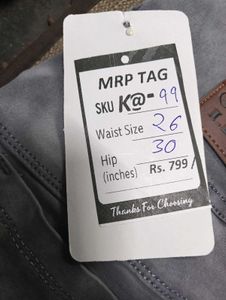 MRP TAG
SKU K@-99
Waist Size 26
Hip 30
(inches) Rs. 799/
Thanks For Choosing